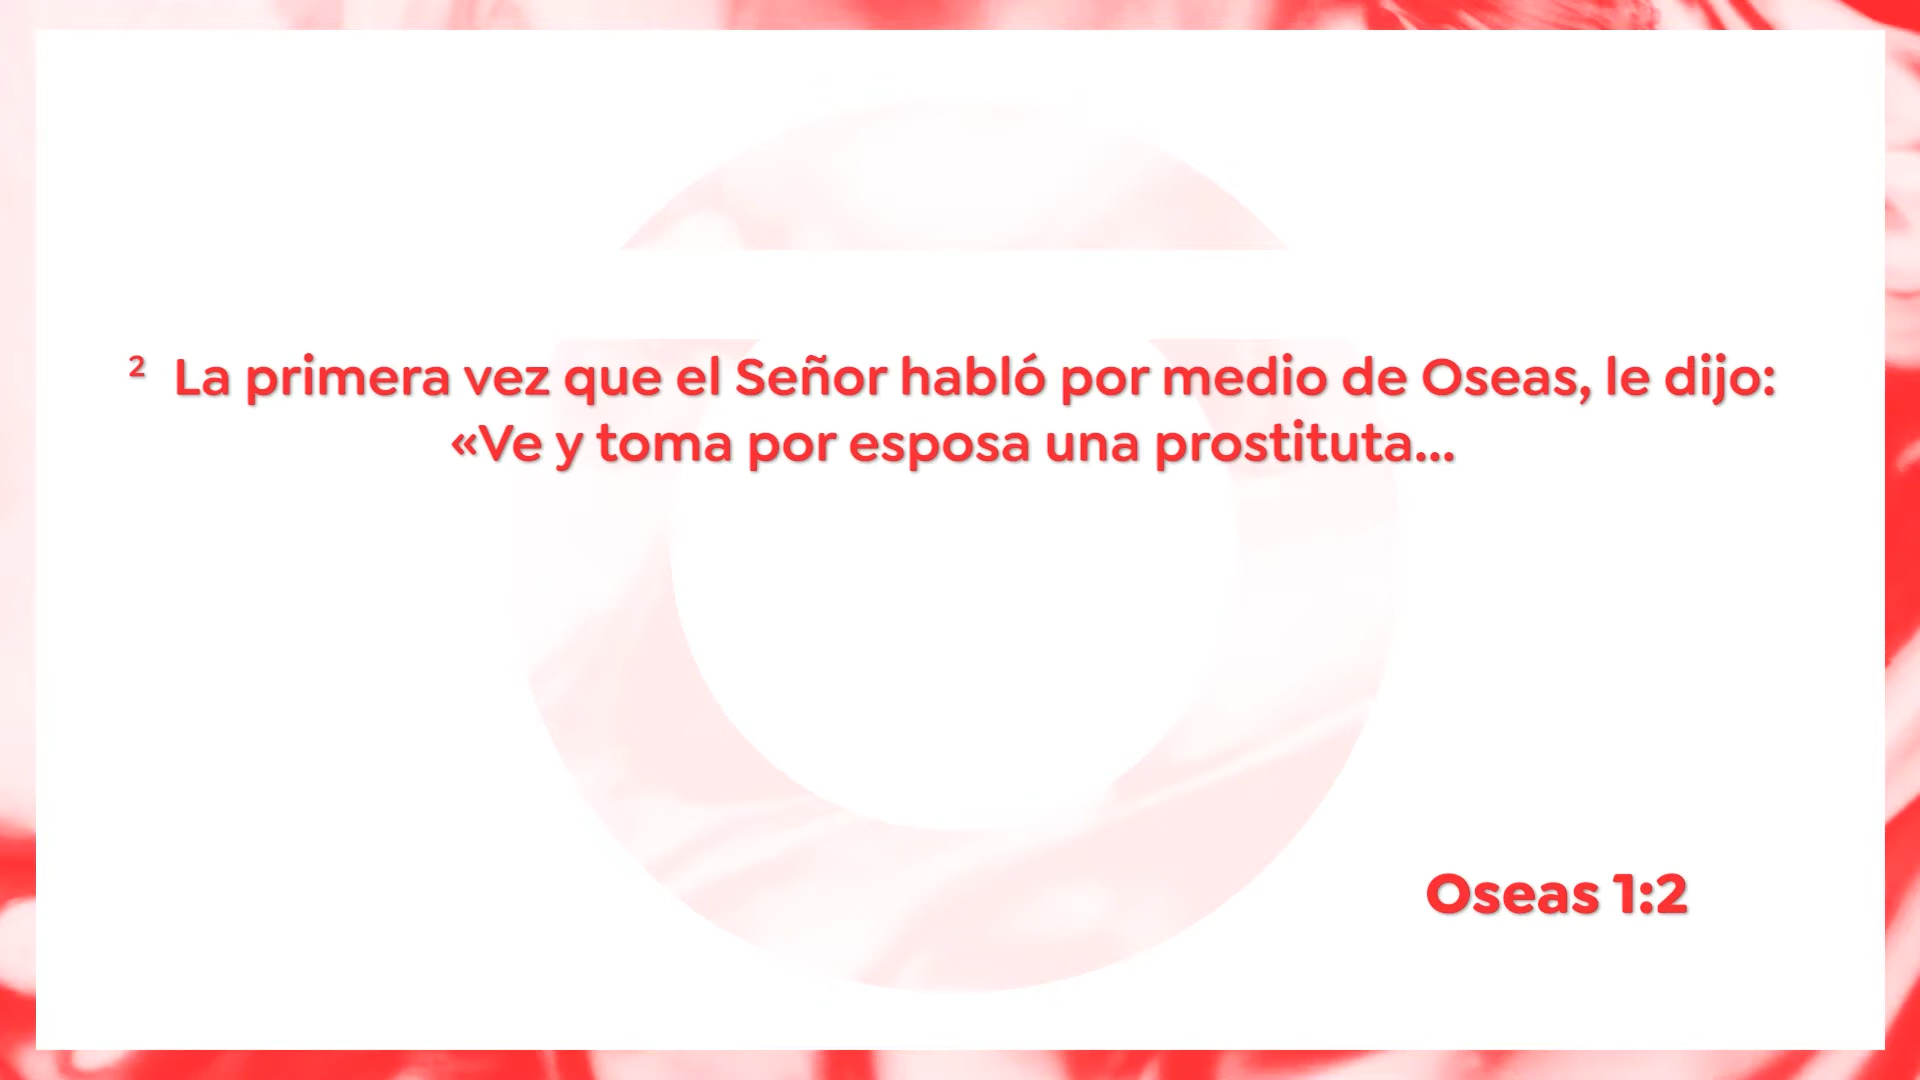 ² La primera vez que el Señor habló por medio de Oseas, le dijo:
«Ve y toma por esposa una prostituta...
Oseas 1:2